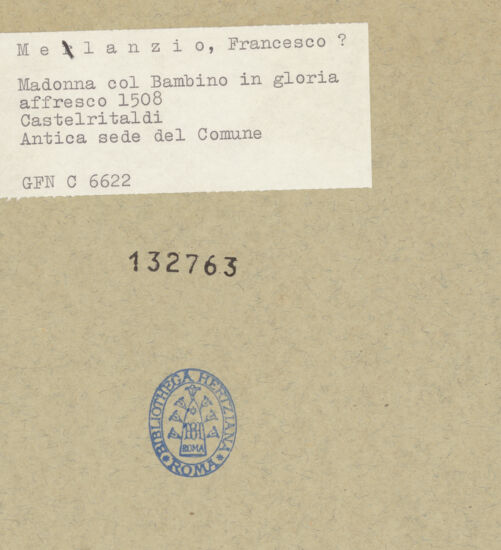 Melanzio, Francesco ?
Madonna col Bambino in gloria
affresco 1508
Castelritaldi
Antica sede del Comune
GFN C 6622
132763
BIBLIOTHECA HERTZIANA
ROMA
ROMA